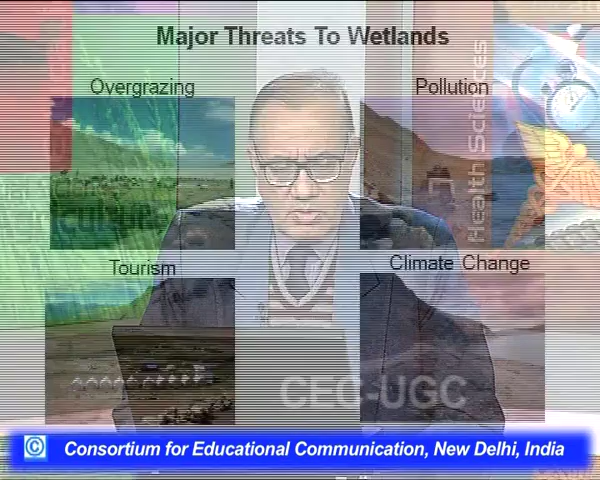 Major Threats To Wetlands
Overgrazing
Pollution
Health Sciences
Tourism
Climate Change
CEC-UGC
© Consortium for Educational Communication, New Delhi, India